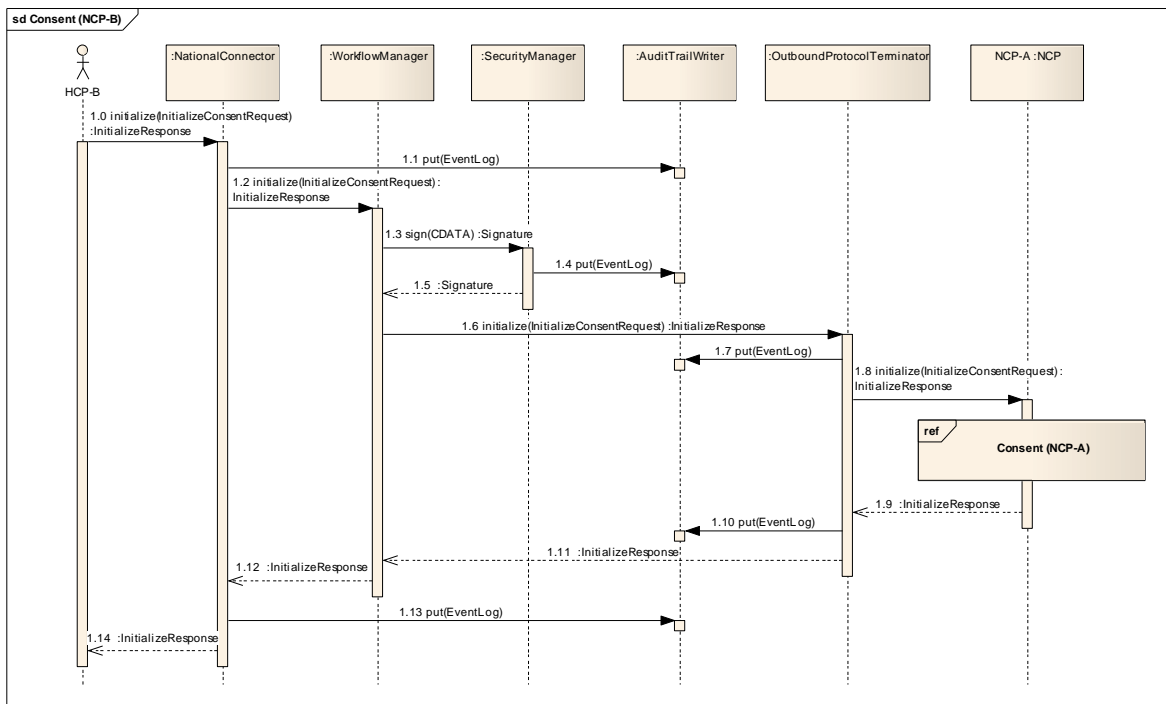 sd Consent (NCP-B)
:NationalConnector
:WorkflowManager
:SecurityManager
:AuditTrailWriter
:OutboundProtocolTerminator
NCP-A :NCP
HCP-B
1.0 initialize(InitializeConsentRequest)
:InitializeResponse
1.1 put(EventLog)
1.2 initialize(InitializeConsentRequest) :
InitializeResponse
1.3 sign(CDATA) :Signature
1.4 put(EventLog)
1.5 :Signature
1.6 initialize(InitializeConsentRequest) :InitializeResponse
1.7 put(EventLog)
1.8 initialize(InitializeConsentRequest) :
InitializeResponse
ref
Consent (NCP-A)
1.9 :InitializeResponse
1.10 put(EventLog)
1.11 :InitializeResponse
1.12 :InitializeResponse
1.13 put(EventLog)
1.14 :InitializeResponse